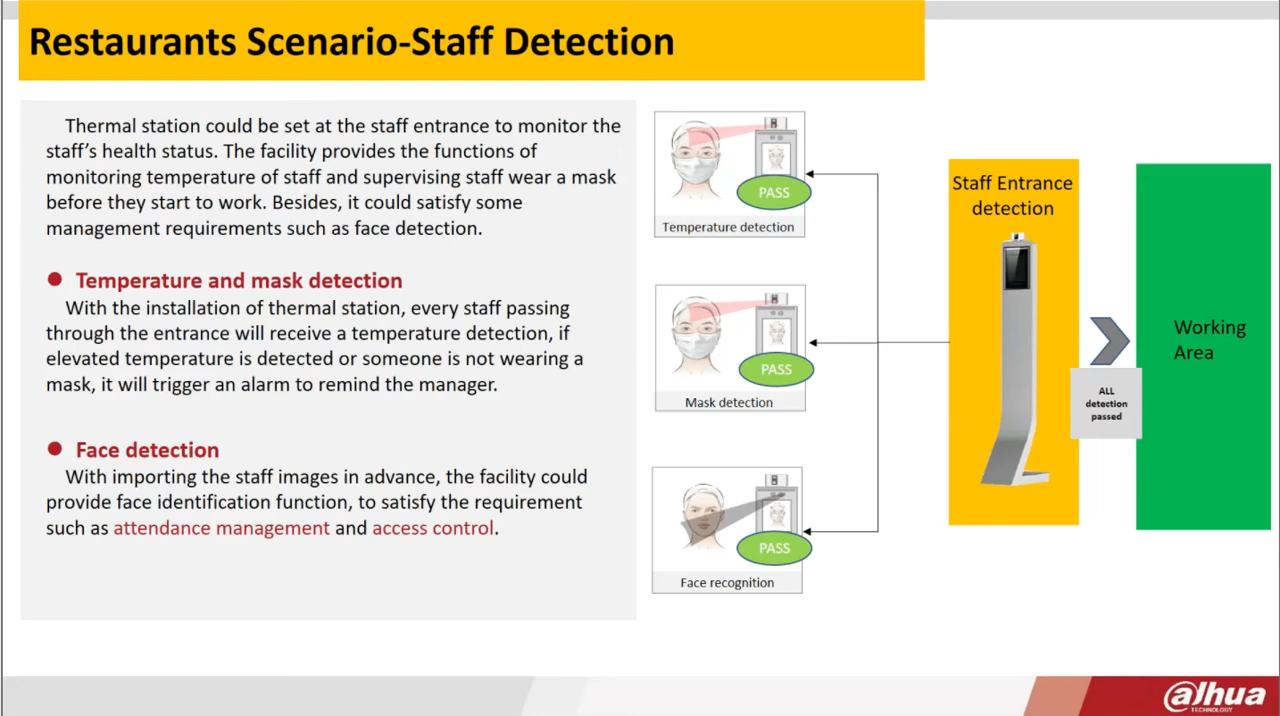 Restaurants Scenario-Staff Detection
Thermal station could be set at the staff entrance to monitor the
staff’s health status. The facility provides the functions of
monitoring temperature of staff and supervising staff wear a mask
before they start to work. Besides, it could satisfy some
management requirements such as face detection.
● Temperature and mask detection
With the installation of thermal station, every staff passing
through the entrance will receive a temperature detection, if
elevated temperature is detected or someone is not wearing a
mask, it will trigger an alarm to remind the manager.
● Face detection
With importing the staff images in advance, the facility could
provide face identification function, to satisfy the requirement
such as attendance management and access control.
PASS
Temperature detection
PASS
Mask detection
PASS
Face recognition
Staff Entrance
detection
ALL
detection
passed
Working
Area
alhua
TECHNOLOGY